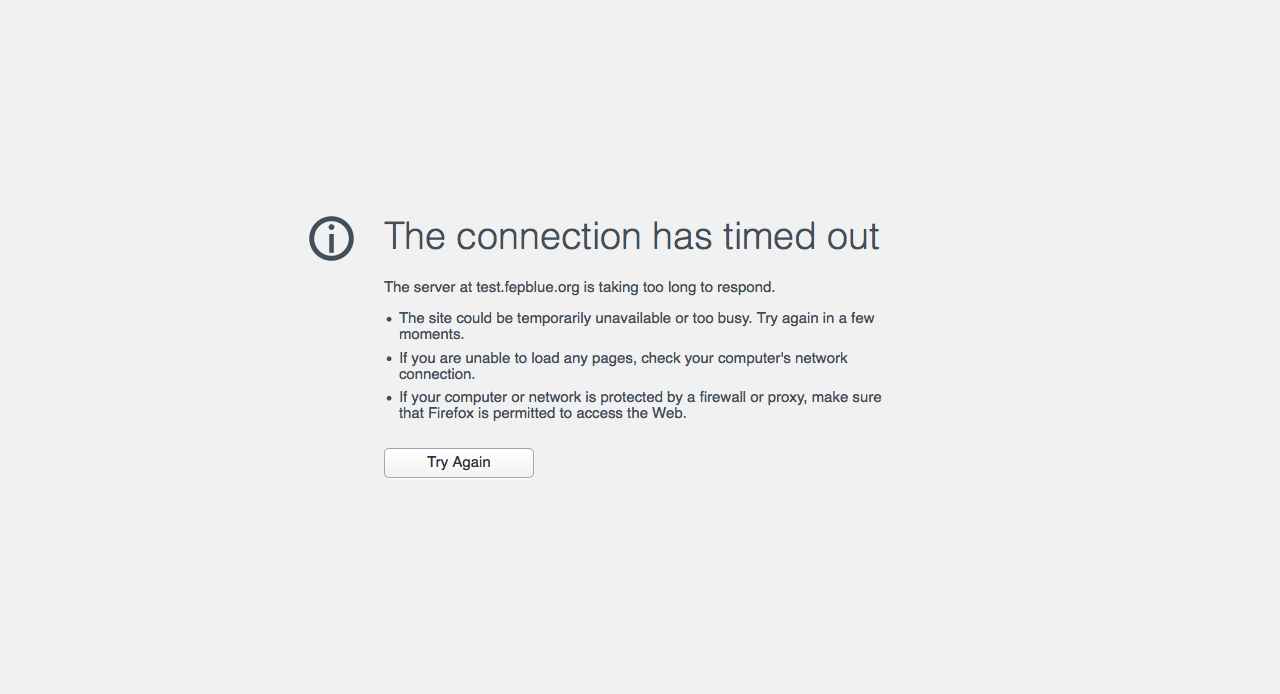 The connection has timed out
The server at test.fepblue.org is taking too long to respond.
• The site could be temporarily unavailable or too busy. Try again in a few
moments.
• If you are unable to load any pages, check your computer's network
connection.
• If your computer or network is protected by a firewall or proxy, make sure
that Firefox is permitted to access the Web.
Try Again